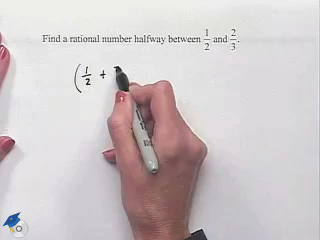 Find a rational number halfway between 1/2 and 2/3.
(1/2 +